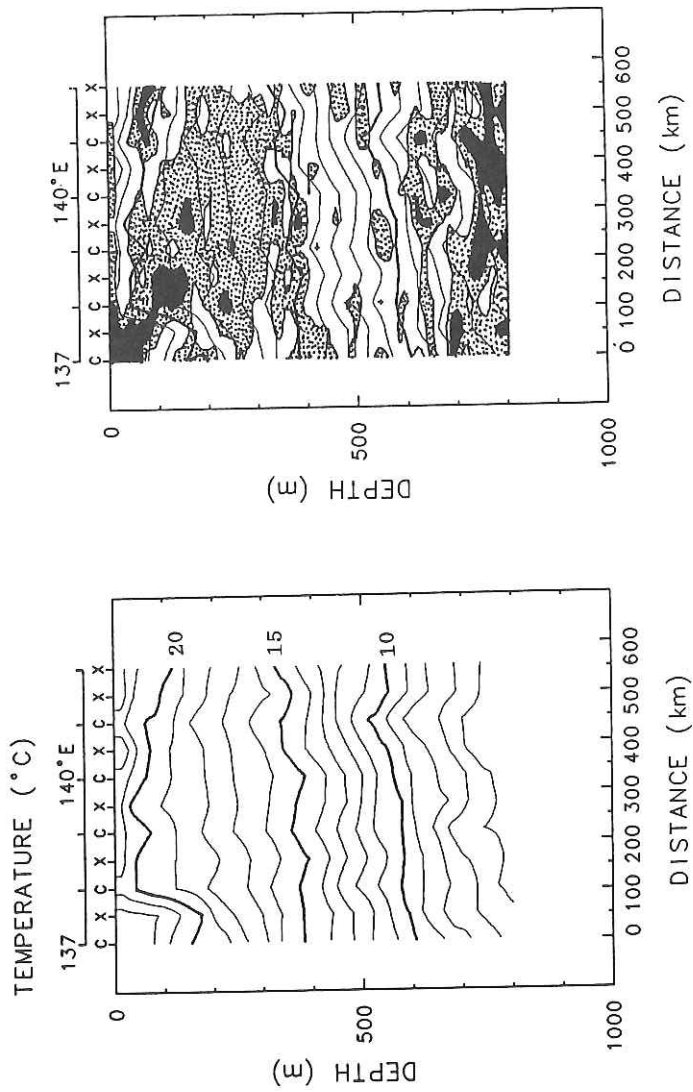 TEMPERATURE (°C)
137 140°E
C X C X C X C X C X X
0
500
1000
DEPTH (m)
20
15
10
0 100 200 300 400 500 600
DISTANCE (km)
137 140°E
C X C X C X C X C X X
0
500
1000
DEPTH (m)
0 100 200 300 400 500 600
DISTANCE (km)